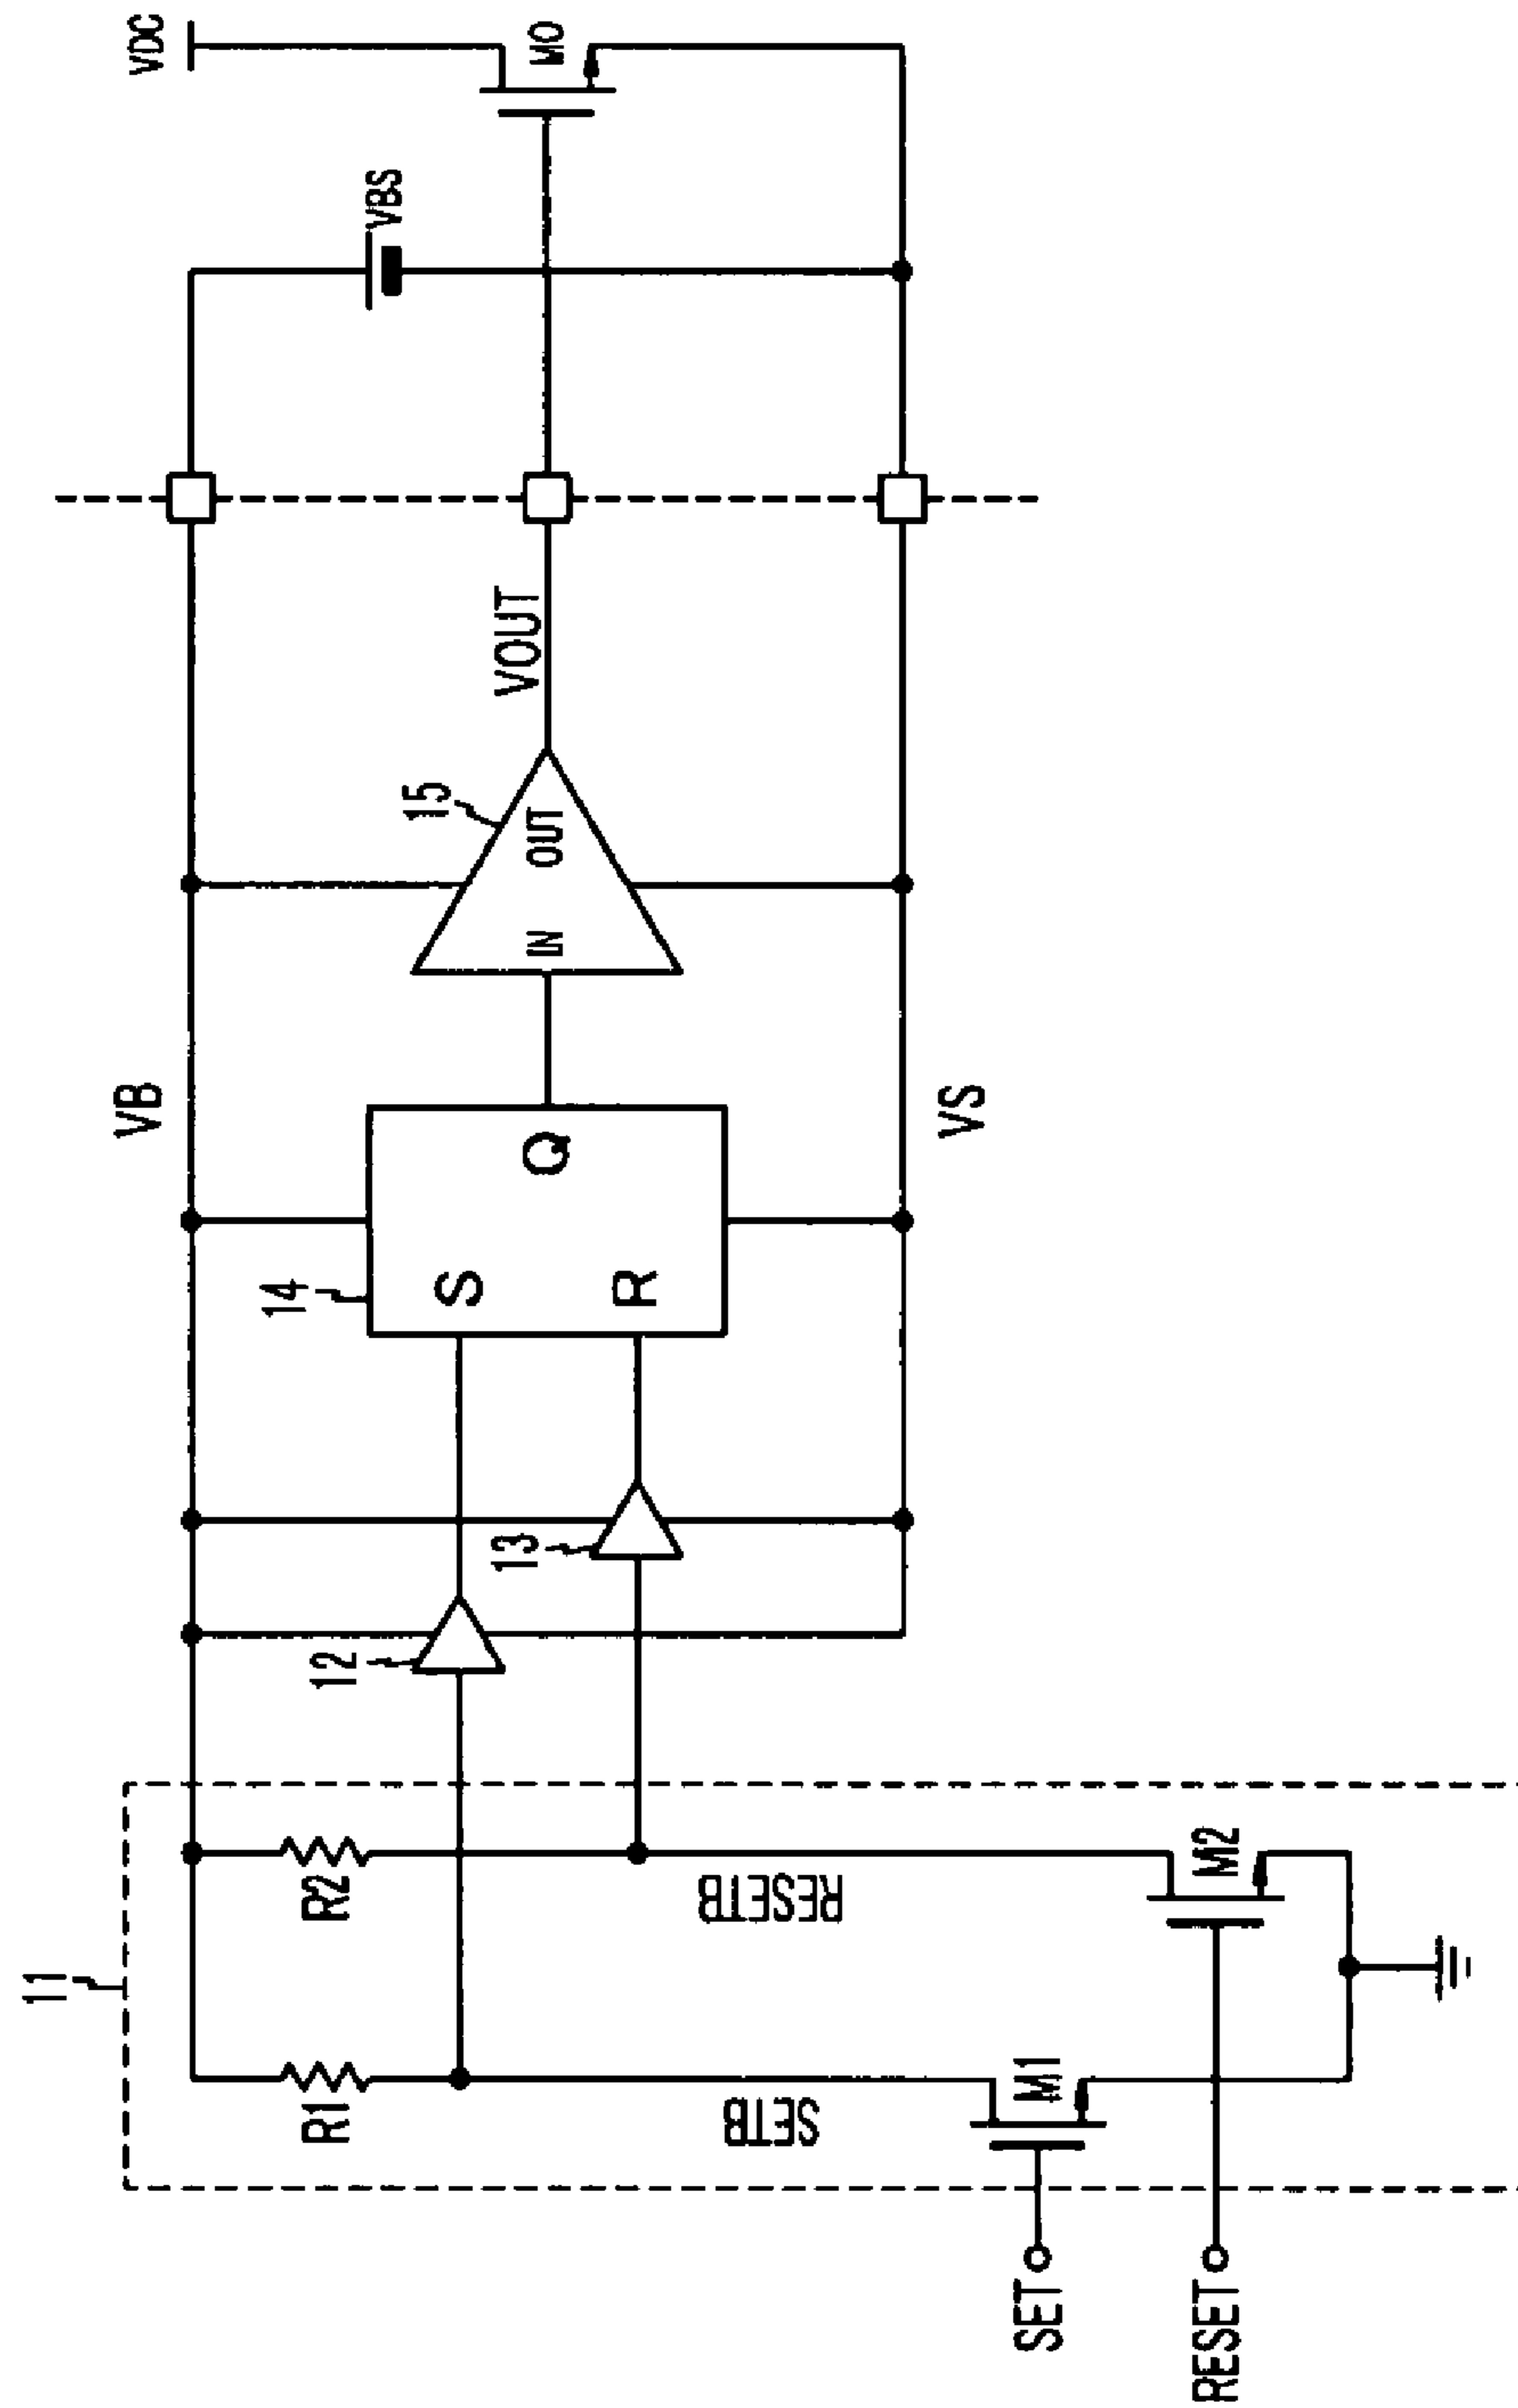 11
R1
R2
SETB
RESETB
M1
M2
SET
RESET
12
13
14
S
R
Q
VB
VS
15
IN
OUT
VOUT
VBS
VDC
MO